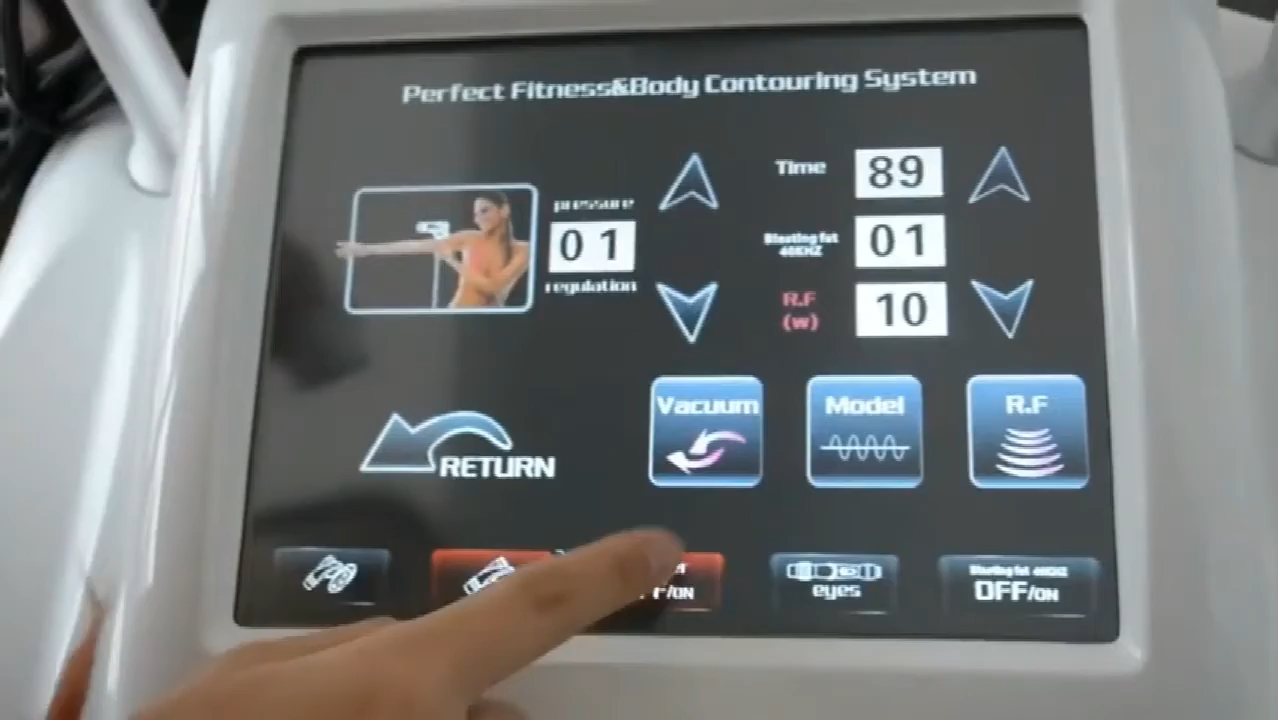 Perfect Fitness&Body Contouring System
pressure
01
regulation
Time 89
Blasting fat 40KHZ 01
R.F (w) 10
RETURN
Vacuum
Model
R.F
/ON
eyes
Blasting fat 40KHZ
OFF/ON